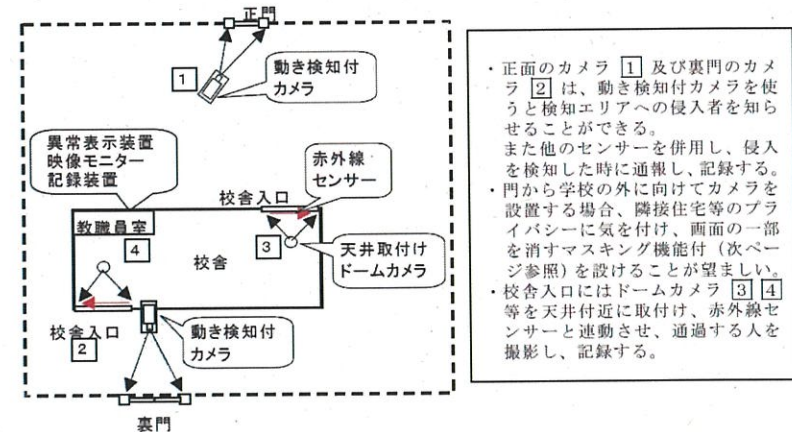 正門
1
動き検知付
カメラ
異常表示装置
映像モニター
記録装置
赤外線
センサー
校舎入口
教職員室
4
校舎
3
天井取付け
ドームカメラ
校舎入口
2
動き検知付
カメラ
裏門
・正面のカメラ 1 及び裏門のカメ
ラ 2 は、動き検知付カメラを使
うと検知エリアへの侵入者を知ら
せることができる。
また他のセンサーを併用し、侵入
を検知した時に通報し、記録する。
・門から学校の外に向けてカメラを
設置する場合、隣接住宅等のプラ
イバシーに気を付け、画面の一部
を消すマスキング機能付（次ペー
ジ参照）を設けることが望ましい。
・校舎入口にはドームカメラ 3 4
等を天井付近に取付け、赤外線セ
ンサーと連動させ、通過する人を
撮影し、記録する。